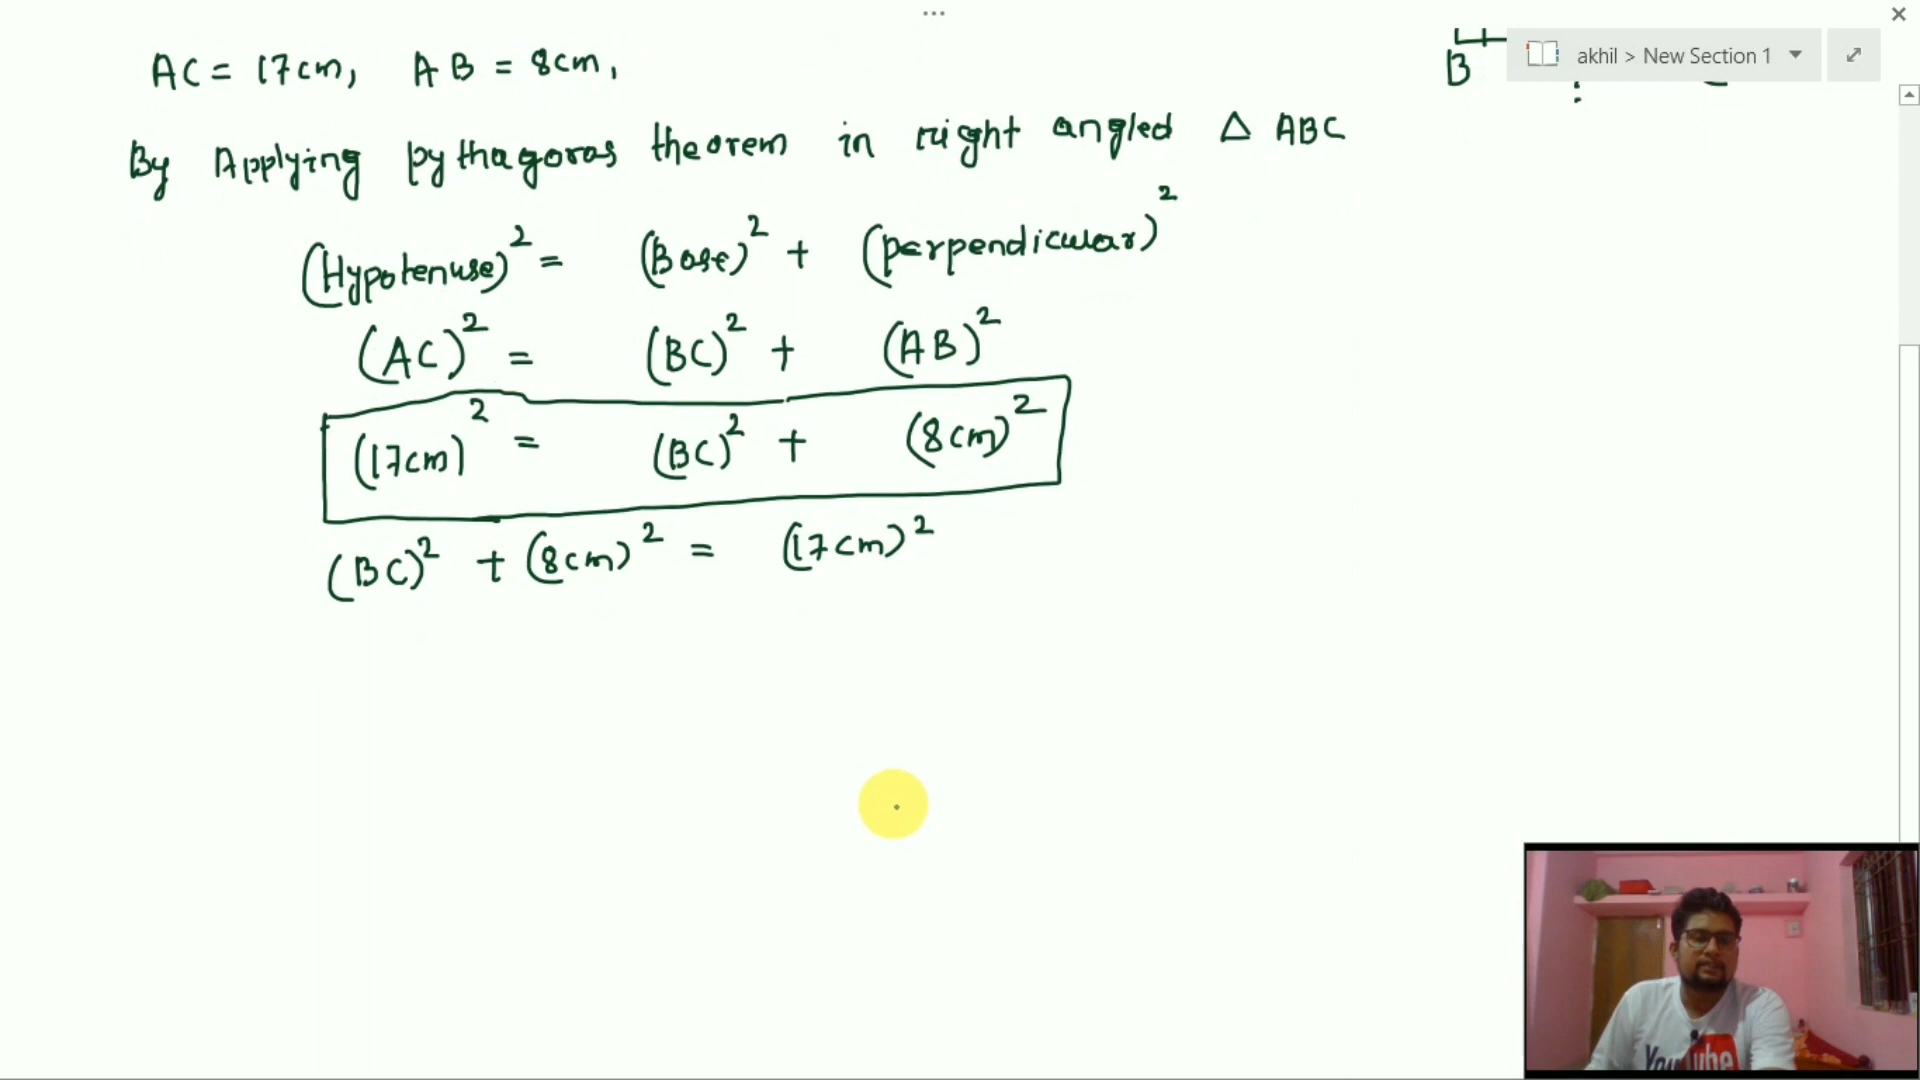 AC = 17cm, AB = 8cm,
B
akhil > New Section 1
By Applying pythagoras theorem in right angled Δ ABC
(Hypotenuse)² = (Base)² + (perpendicular)²
(AC)² = (BC)² + (AB)²
(17cm)² = (BC)² + (8cm)²
(BC)² + (8cm)² = (17cm)²
YouTube